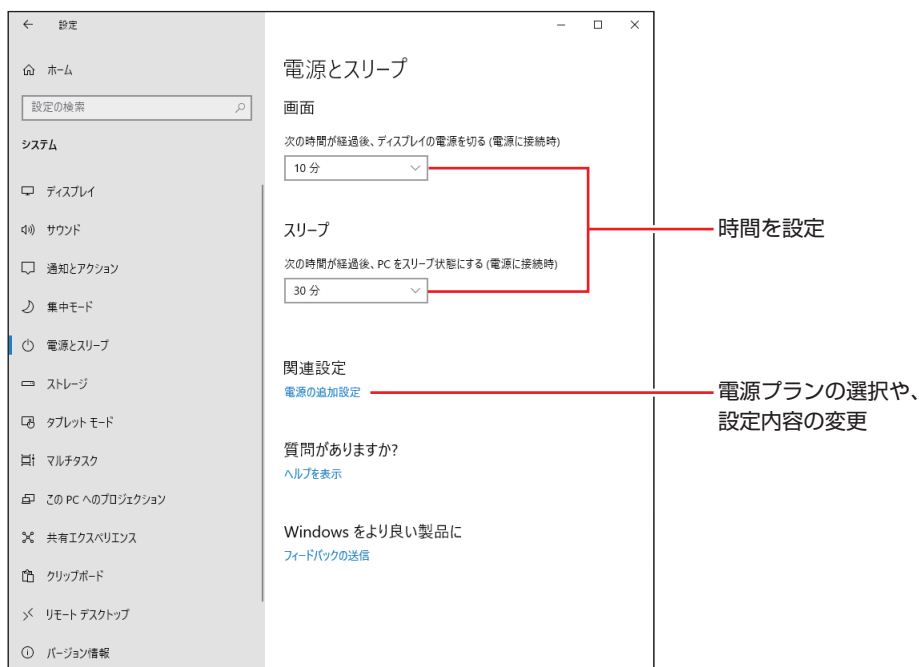 設定
ホーム
設定の検索
システム
ディスプレイ
サウンド
通知とアクション
集中モード
電源とスリープ
ストレージ
タブレット モード
マルチタスク
この PC へのプロジェクション
共有エクスペリエンス
クリップボード
リモート デスクトップ
バージョン情報
電源とスリープ
画面
次の時間が経過後、ディスプレイの電源を切る (電源に接続時)
10 分
スリープ
次の時間が経過後、PC をスリープ状態にする (電源に接続時)
30 分
関連設定
電源の追加設定
質問がありますか?
ヘルプを表示
Windows をより良い製品に
フィードバックの送信
時間を設定
電源プランの選択や、
設定内容の変更